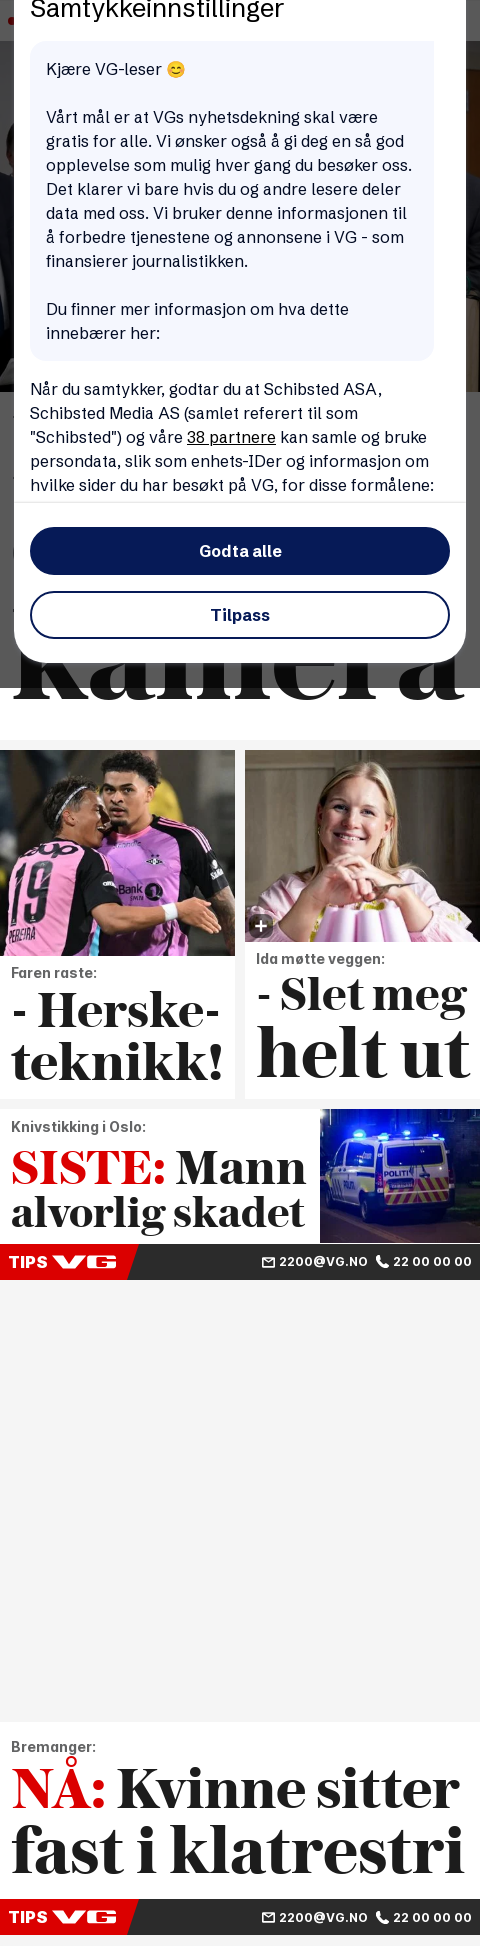 Samtykkeinnstillinger
Kjære VG-leser 😊
Vårt mål er at VGs nyhetsdekning skal være
gratis for alle. Vi ønsker også å gi deg en så god
opplevelse som mulig hver gang du besøker oss.
Det klarer vi bare hvis du og andre lesere deler
data med oss. Vi bruker denne informasjonen til
å forbedre tjenestene og annonsene i VG - som
finansierer journalistikken.
Du finner mer informasjon om hva dette
innebærer her:
Når du samtykker, godtar du at Schibsted ASA,
Schibsted Media AS (samlet referert til som
"Schibsted") og våre 38 partnere kan samle og bruke
persondata, slik som enhets-IDer og informasjon om
hvilke sider du har besøkt på VG, for disse formålene:
Godta alle
Tilpass
kamera
19
PEREIRA
Bank
Faren raste:
- Herske-
teknikk!
Ida møtte veggen:
- Slet meg
helt ut
Knivstikking i Oslo:
SISTE: Mann
alvorlig skadet
POLITI
TIPS VG 2200@VG.NO 22 00 00 00
Bremanger:
NÅ: Kvinne sitter
fast i klatrestri
TIPS VG 2200@VG.NO 22 00 00 00